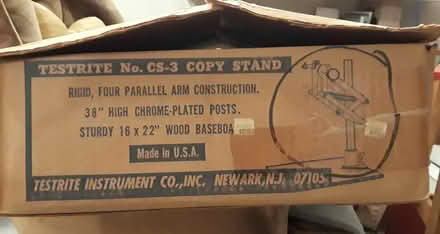 TESTRITE No. CS-3 COPY STAND
RIGID, FOUR PARALLEL ARM CONSTRUCTION.
38" HIGH CHROME-PLATED POSTS.
STURDY 16 x 22" WOOD BASEBOA
Made in U.S.A.
TESTRITE INSTRUMENT CO., INC. NEWARK, N.J. 07105